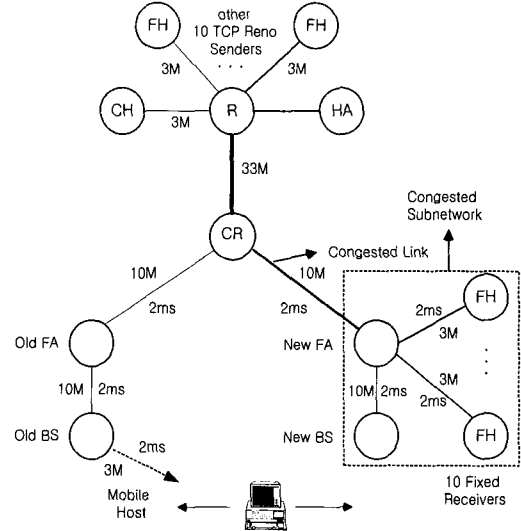 other
10 TCP Reno
Senders
. . .
FH
FH
3M
3M
CH
3M
R
HA
33M
CR
Congested
Subnetwork
Congested Link
10M
10M
2ms
2ms
Old FA
New FA
2ms
FH
3M
10M
2ms
10M
2ms
3M
2ms
Old BS
New BS
FH
2ms
3M
Mobile
Host
10 Fixed
Receivers